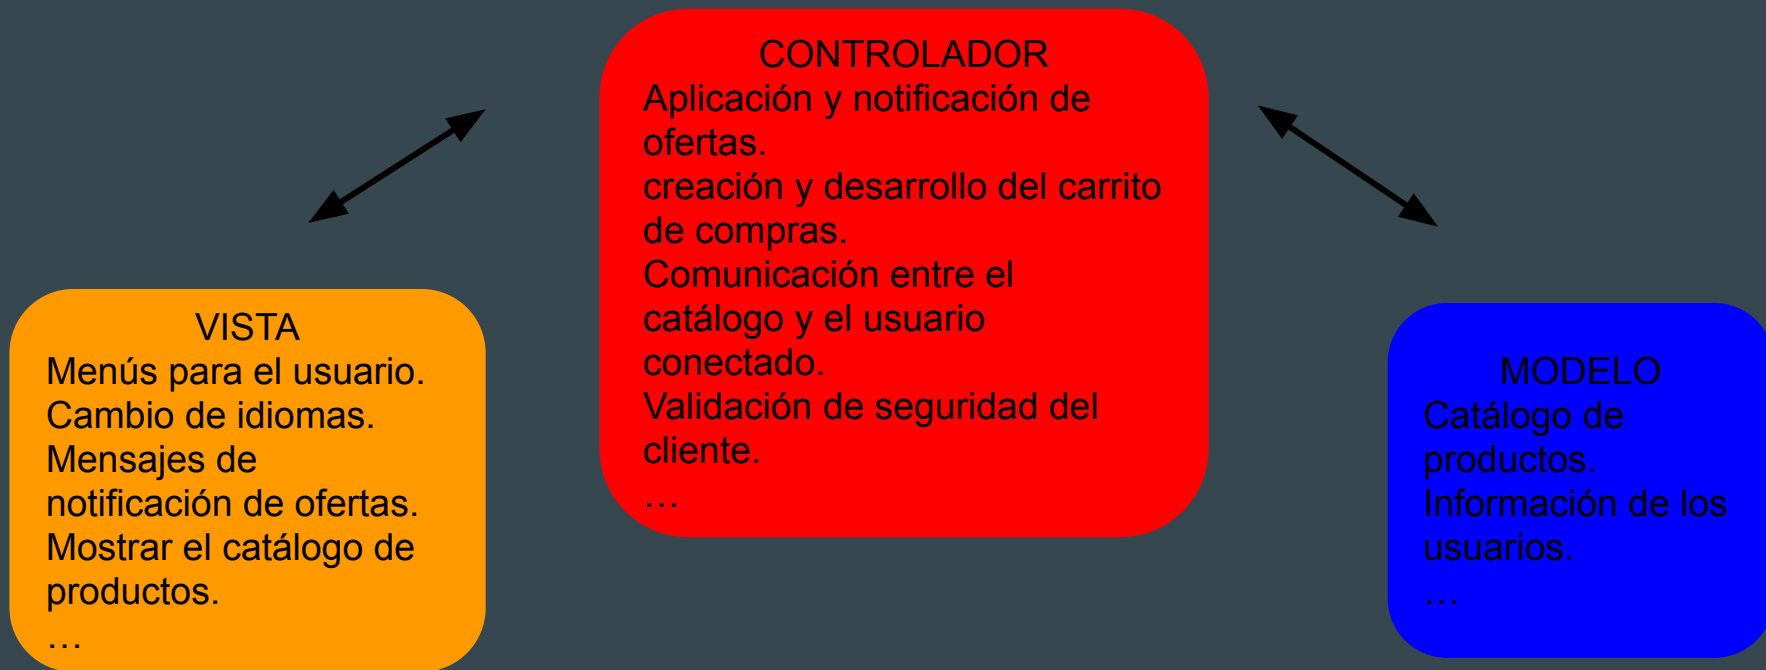 CONTROLADOR
Aplicación y notificación de
ofertas.
creación y desarrollo del carrito
de compras.
Comunicación entre el
catálogo y el usuario
conectado.
Validación de seguridad del
cliente.
…
VISTA
Menús para el usuario.
Cambio de idiomas.
Mensajes de
notificación de ofertas.
Mostrar el catálogo de
productos.
…
MODELO
Catálogo de
productos.
Información de los
usuarios.
…